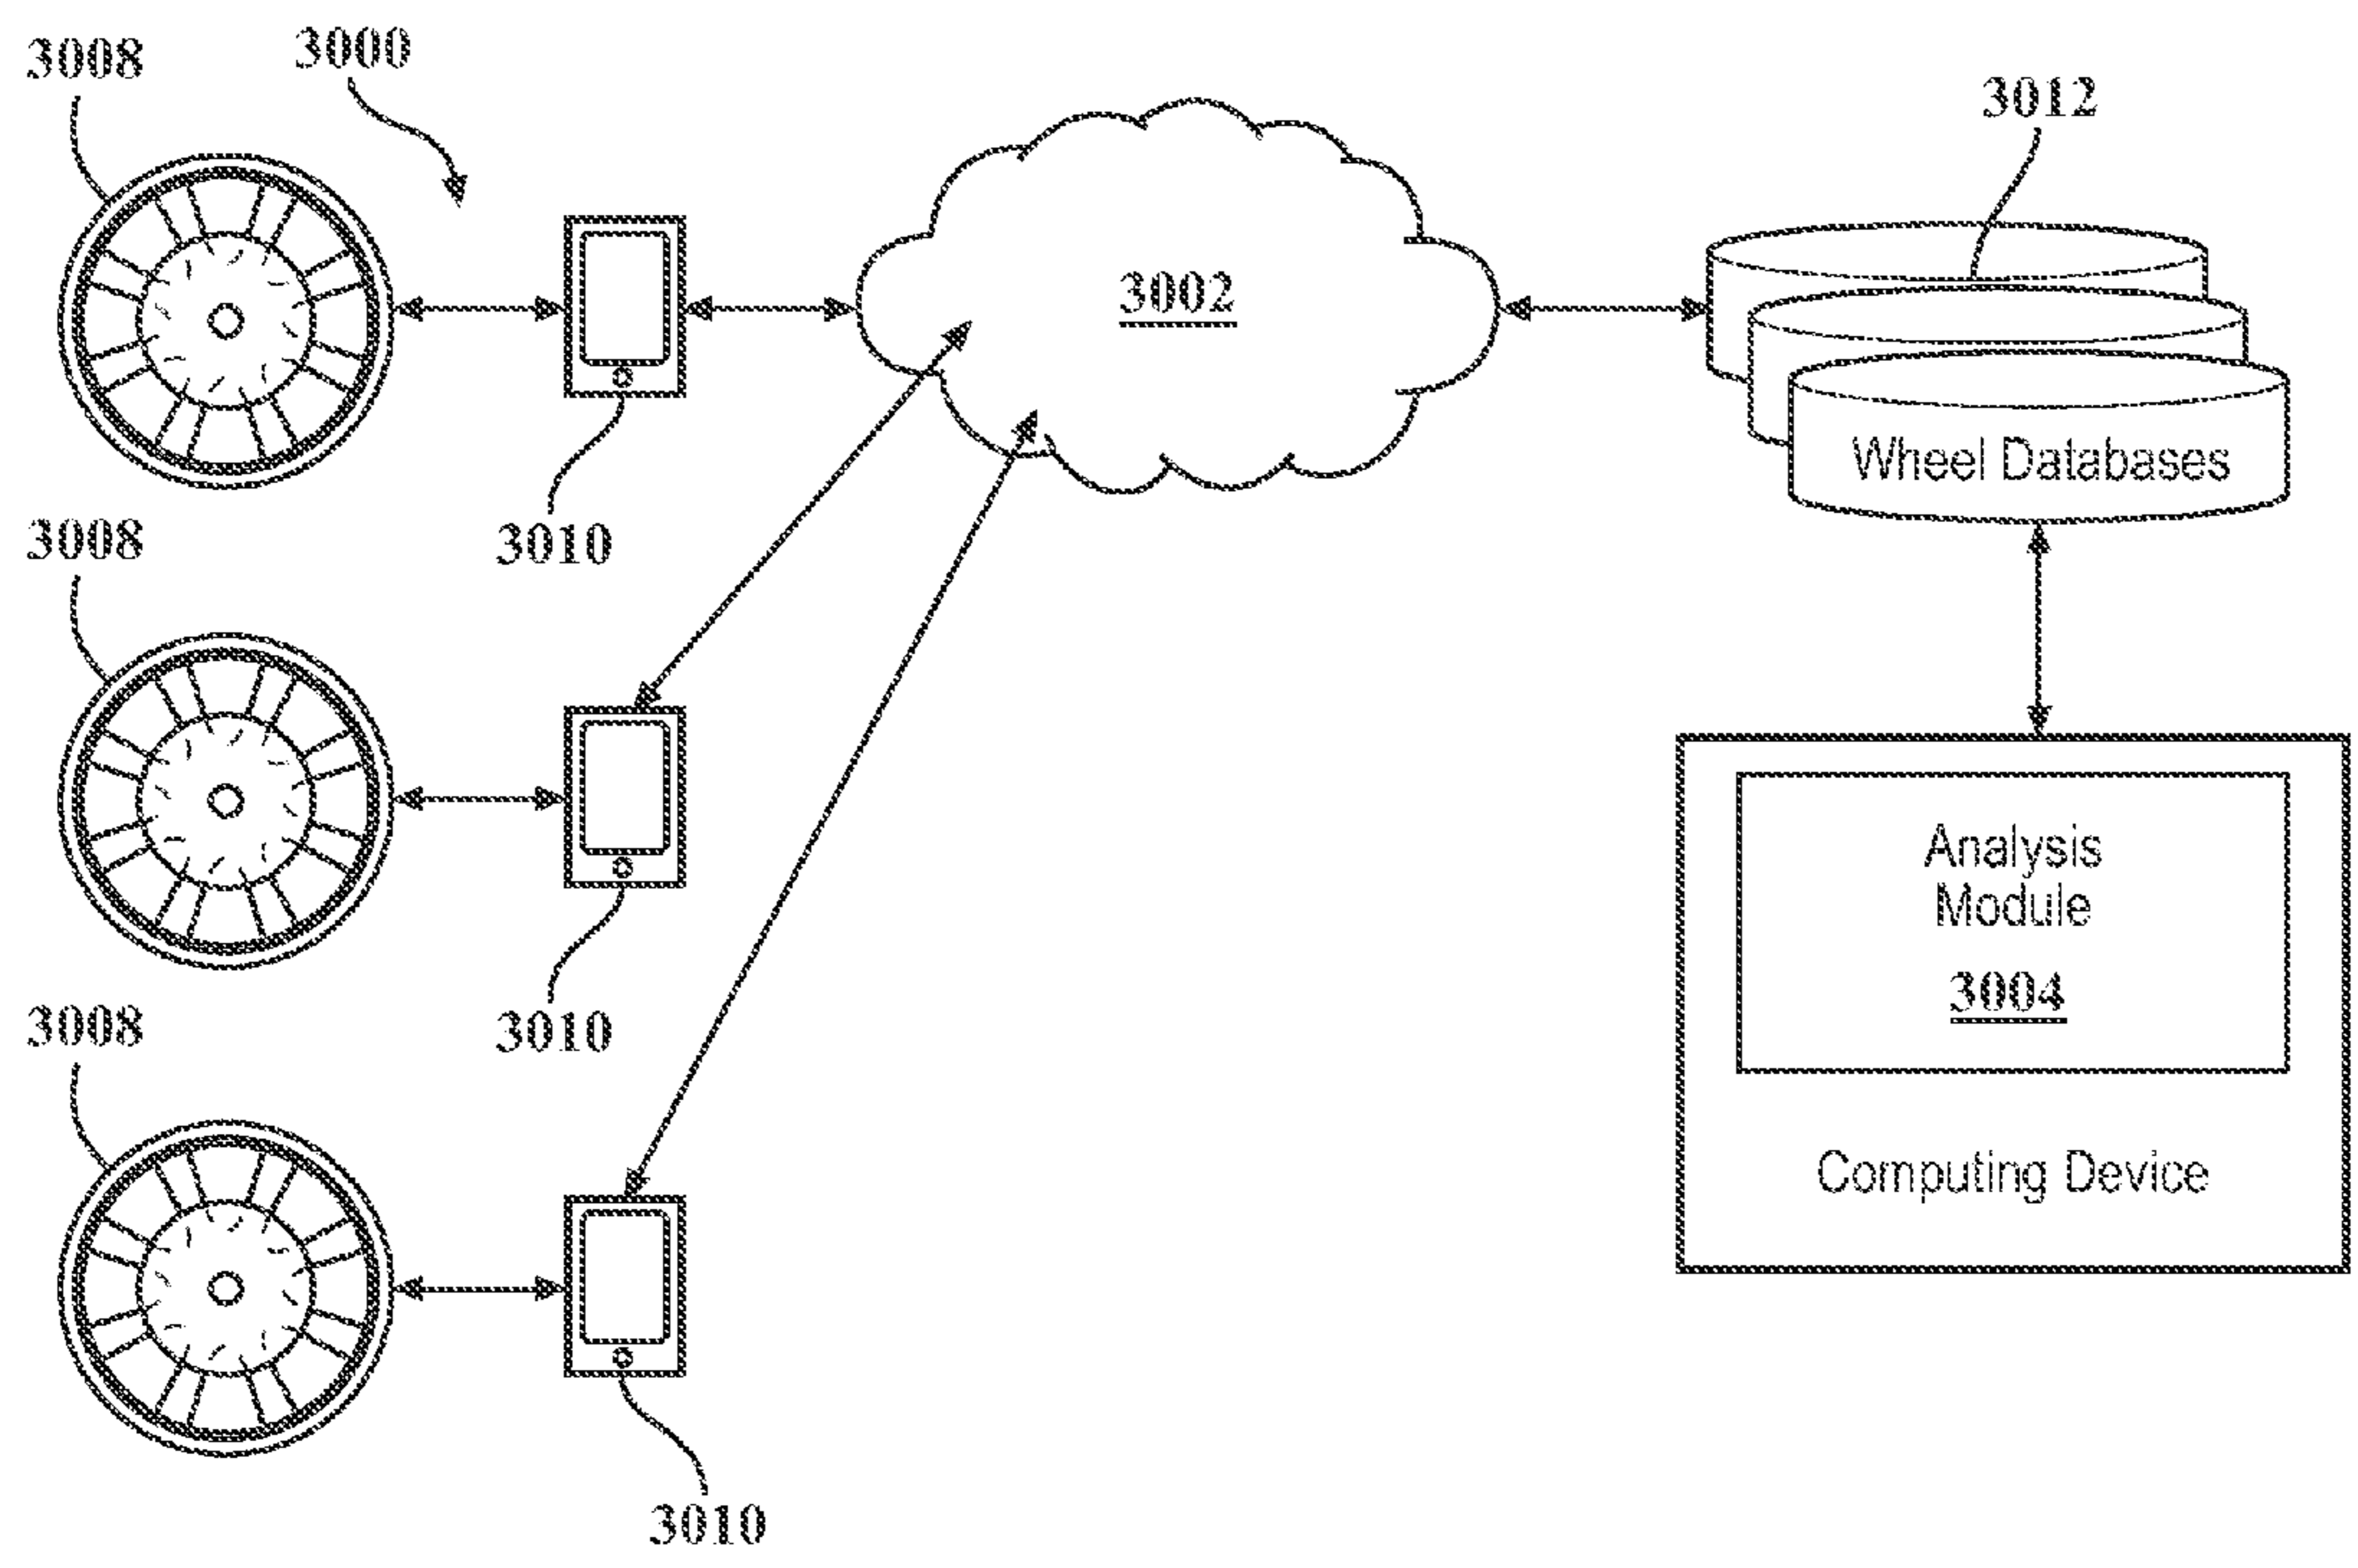 3008
3000
3012
3002
Wheel Databases
3010
3008
Analysis
Module
3004
3010
3008
Computing Device
3010